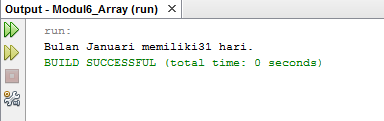 Output - Modul6_Array (run) ×
run:
Bulan Januari memiliki31 hari.
BUILD SUCCESSFUL (total time: 0 seconds)